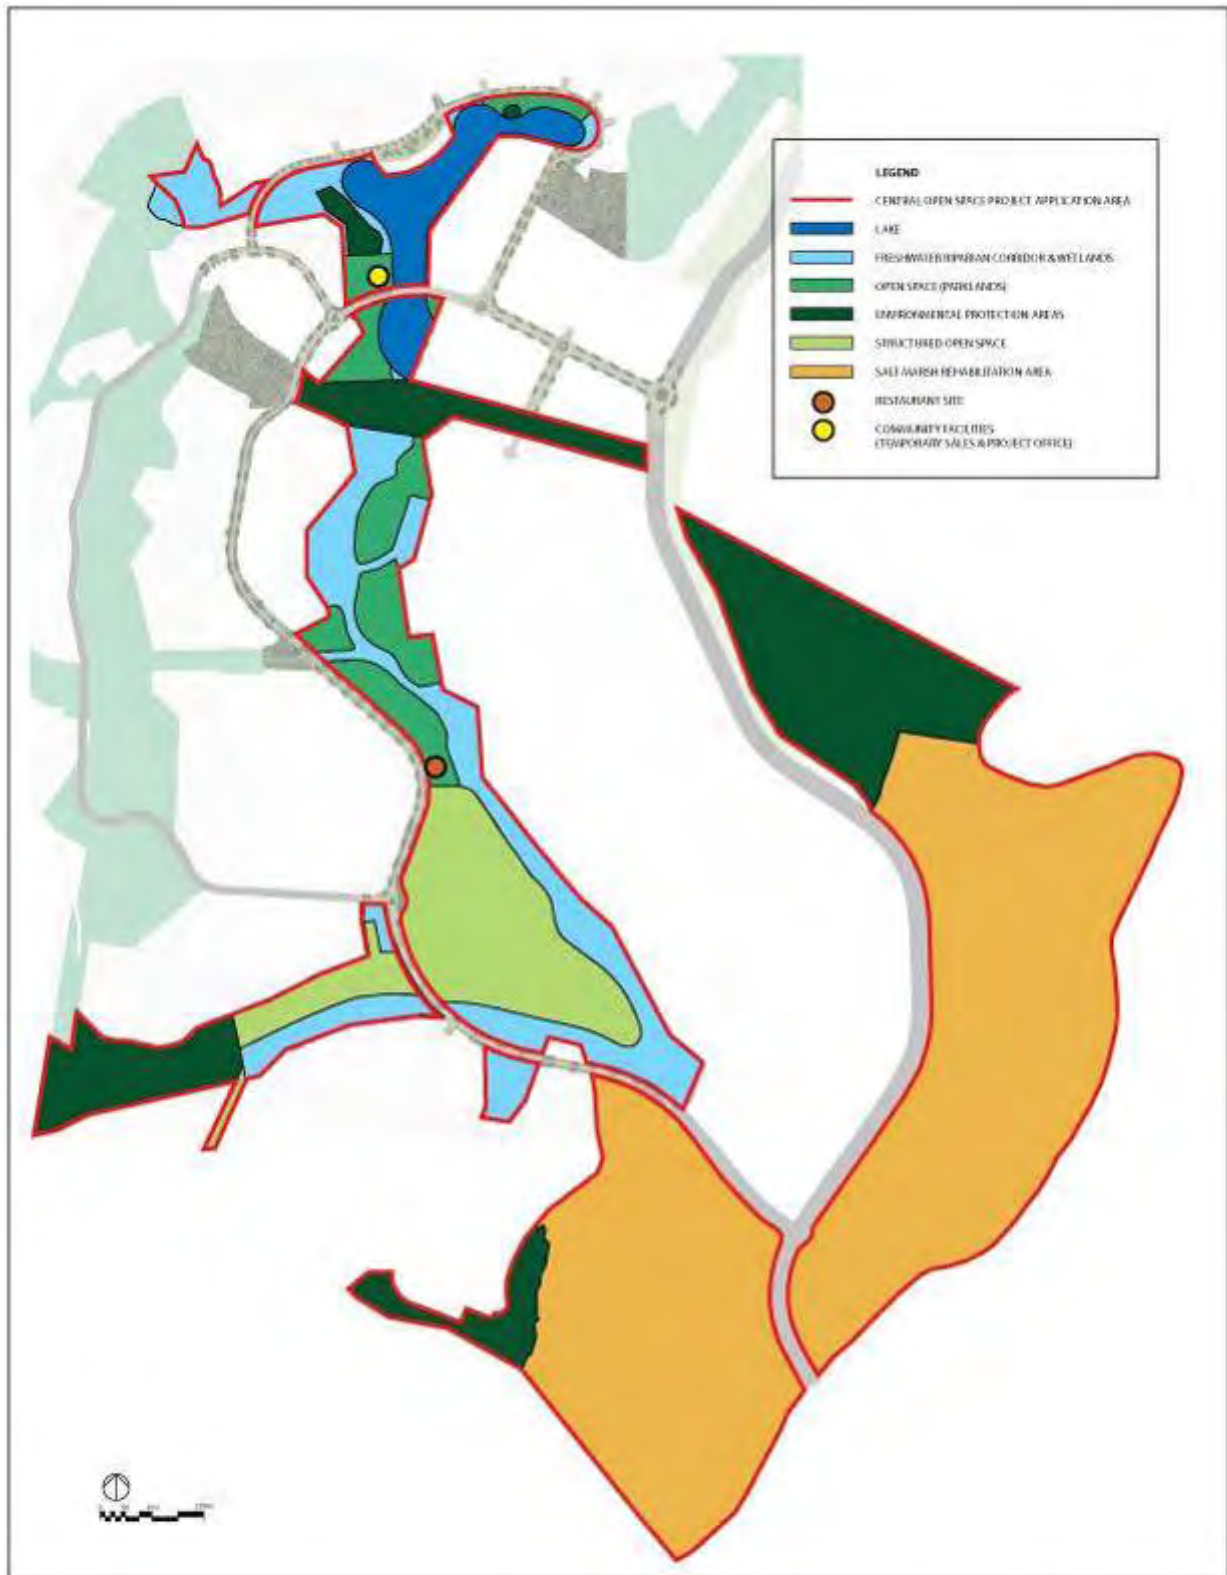 LEGEND
CENTRAL OPEN SPACE PROJECT APPLICATION AREA
LAKE
FRESHWATER RIPARIAN CORRIDOR & WETLANDS
OPEN SPACE (PARKLANDS)
ENVIRONMENTAL PROTECTION AREAS
STRUCTURED OPEN SPACE
SALT MARSH REHABILITATION AREA
RESTAURANT SITE
COMMUNITY FACILITIES
(TEMPORARY SALES & PROJECT OFFICE)